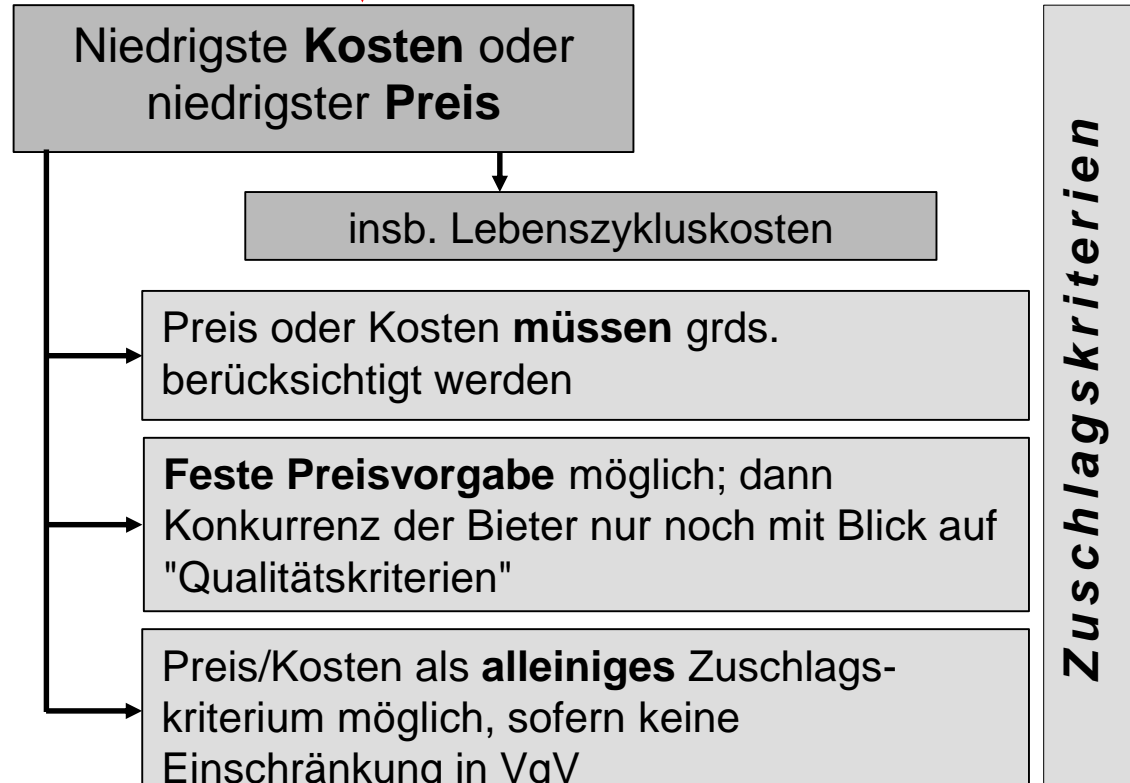 Niedrigste Kosten oder
niedrigster Preis
insb. Lebenszykluskosten
Preis oder Kosten müssen grds.
berücksichtigt werden
Feste Preisvorgabe möglich; dann
Konkurrenz der Bieter nur noch mit Blick auf
"Qualitätskriterien"
Preis/Kosten als alleiniges Zuschlags-
kriterium möglich, sofern keine
Einschränkung in VgV
Zuschlagskriterien